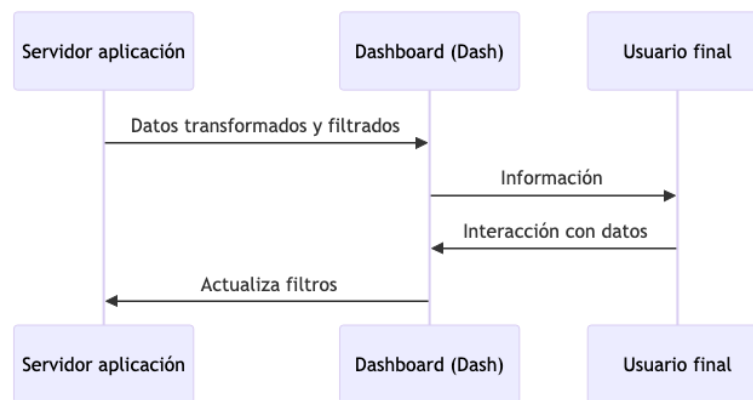 Servidor aplicación
Dashboard (Dash)
Usuario final
Datos transformados y filtrados
Información
Interacción con datos
Actualiza filtros
Servidor aplicación
Dashboard (Dash)
Usuario final